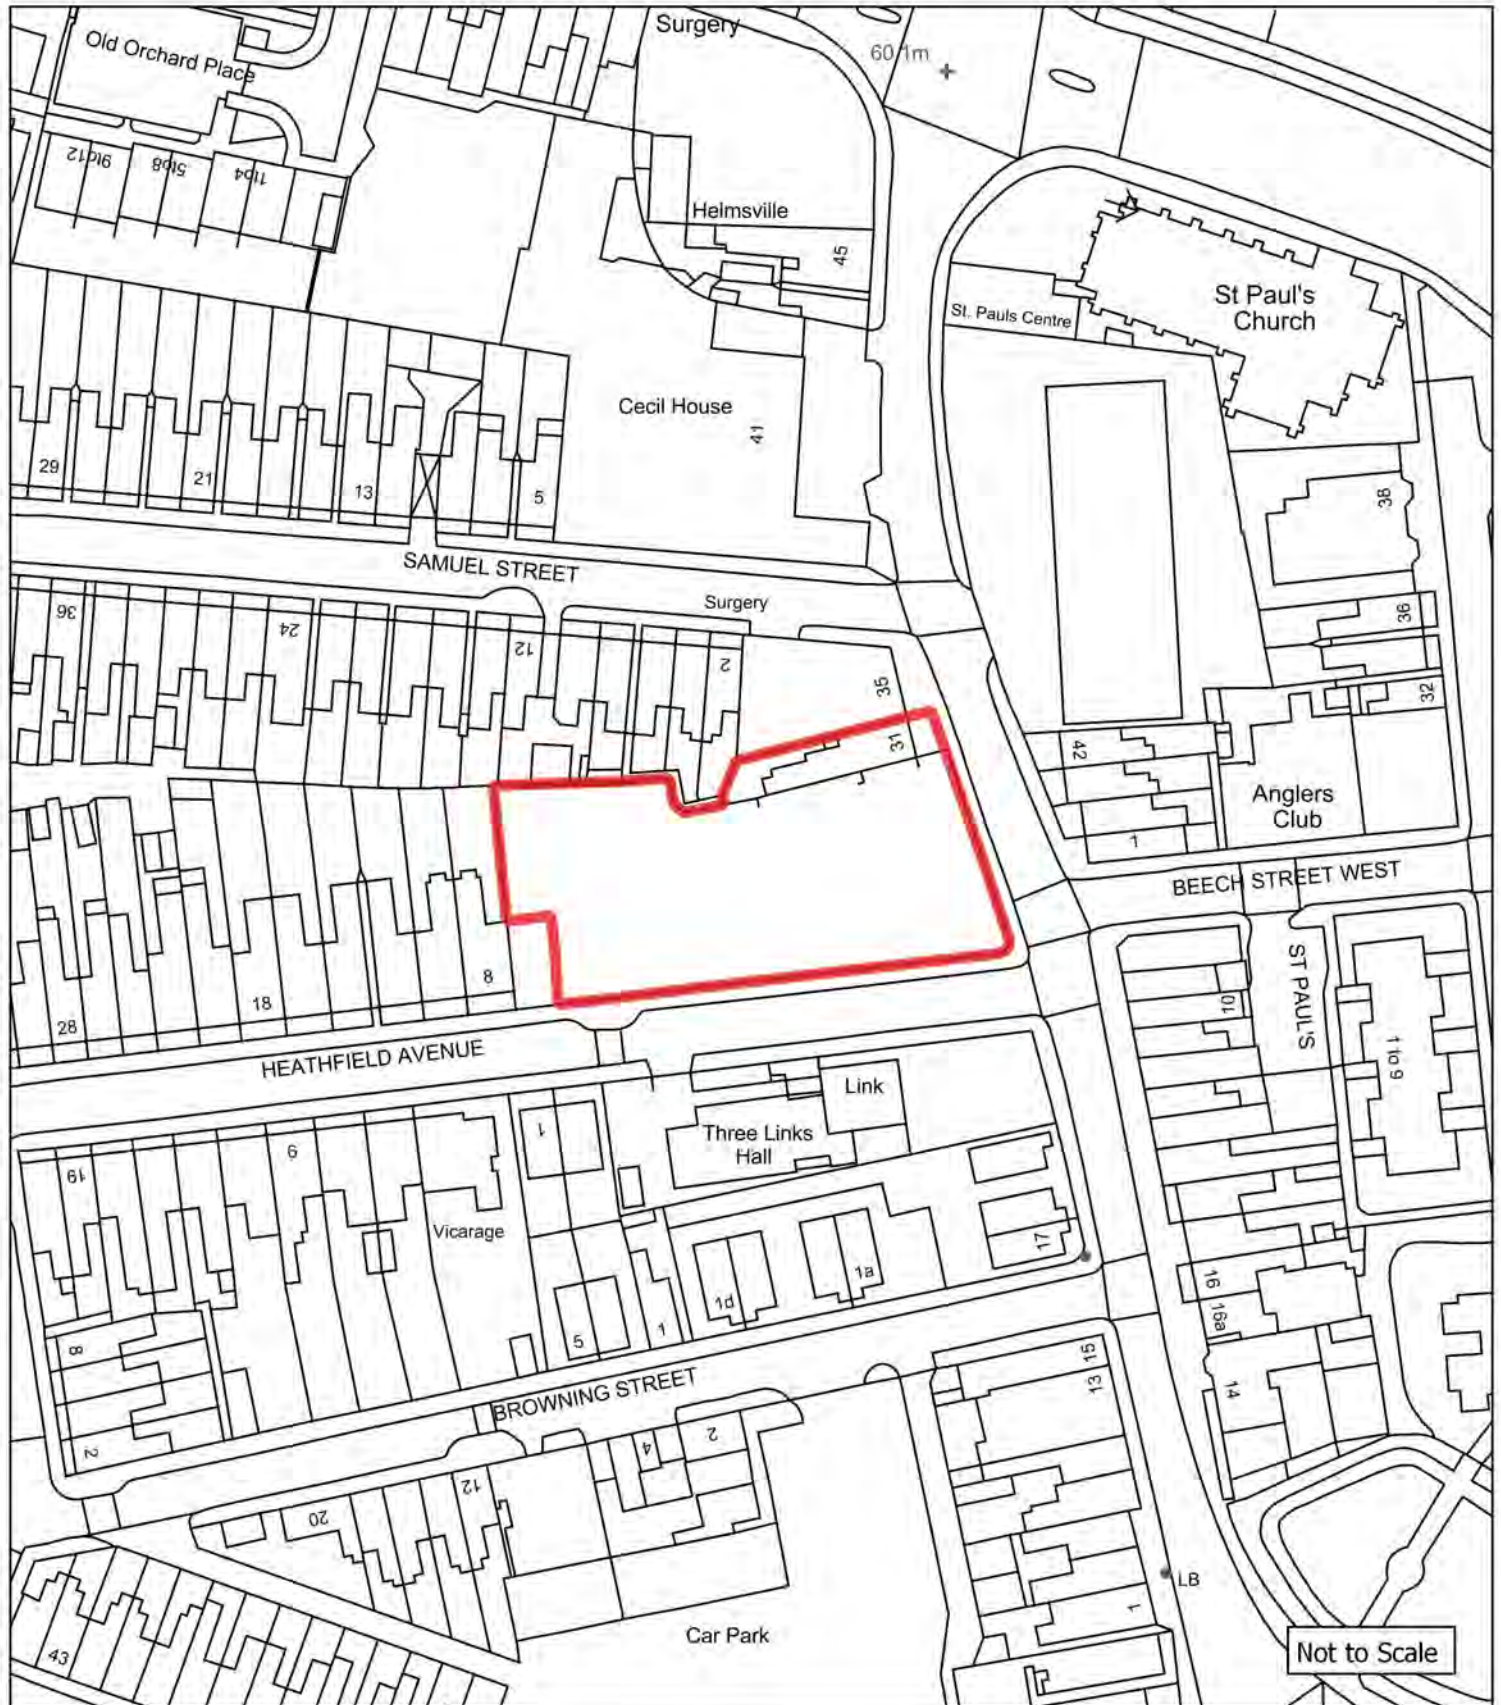 Surgery
60.1m
Old Orchard Place
9to12
5to8
1to4
Helmsville
45
St Paul's
Church
St. Pauls Centre
Cecil House
41
29
21
13
5
38
SAMUEL STREET
Surgery
36
24
12
2
36
35
32
31
42
Anglers
Club
1
BEECH STREET WEST
8
18
28
10
ST PAUL'S
1 to 9
HEATHFIELD AVENUE
Link
Three Links
Hall
1
9
19
Vicarage
17
1a
1d
16
16a
5
1
8
15
13
14
BROWNING STREET
2
4
2
12
20
LB
1
Car Park
43
Not to Scale